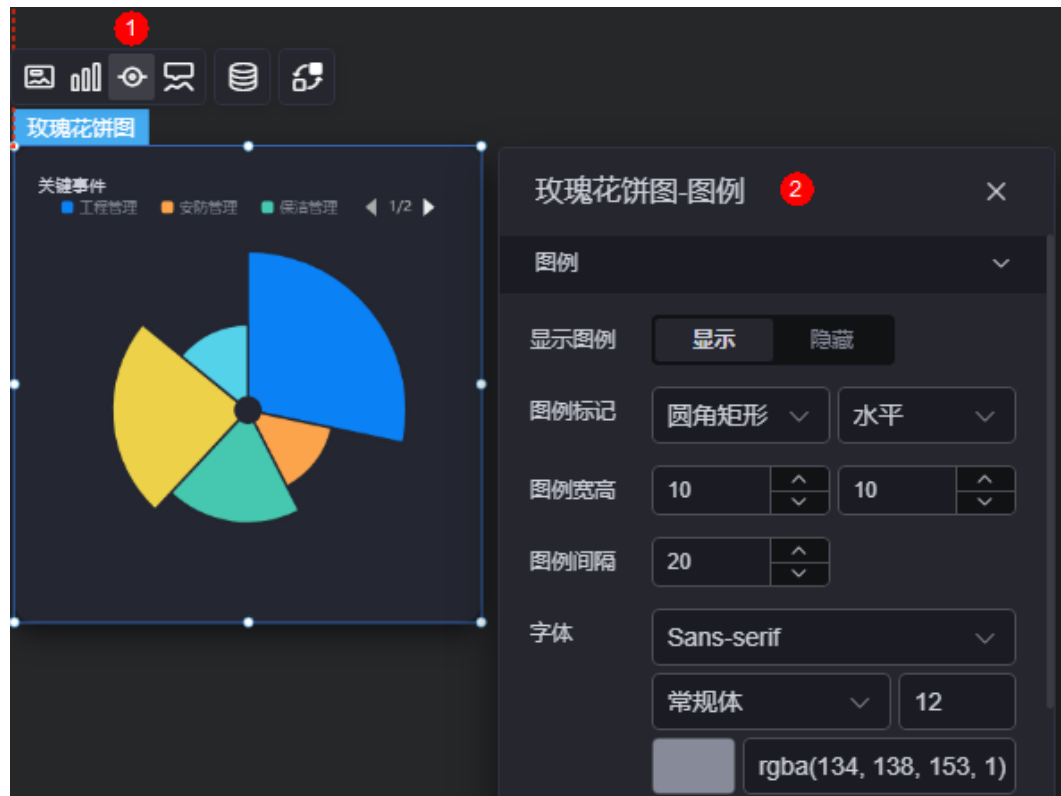 1
玫瑰花饼图
关键事件
工程管理 安防管理 保洁管理 1/2
玫瑰花饼图-图例 2
图例
显示图例 显示 隐藏
图例标记 圆角矩形 水平
图例宽高 10 10
图例间隔 20
字体 Sans-serif
常规体 12
rgba(134, 138, 153, 1)